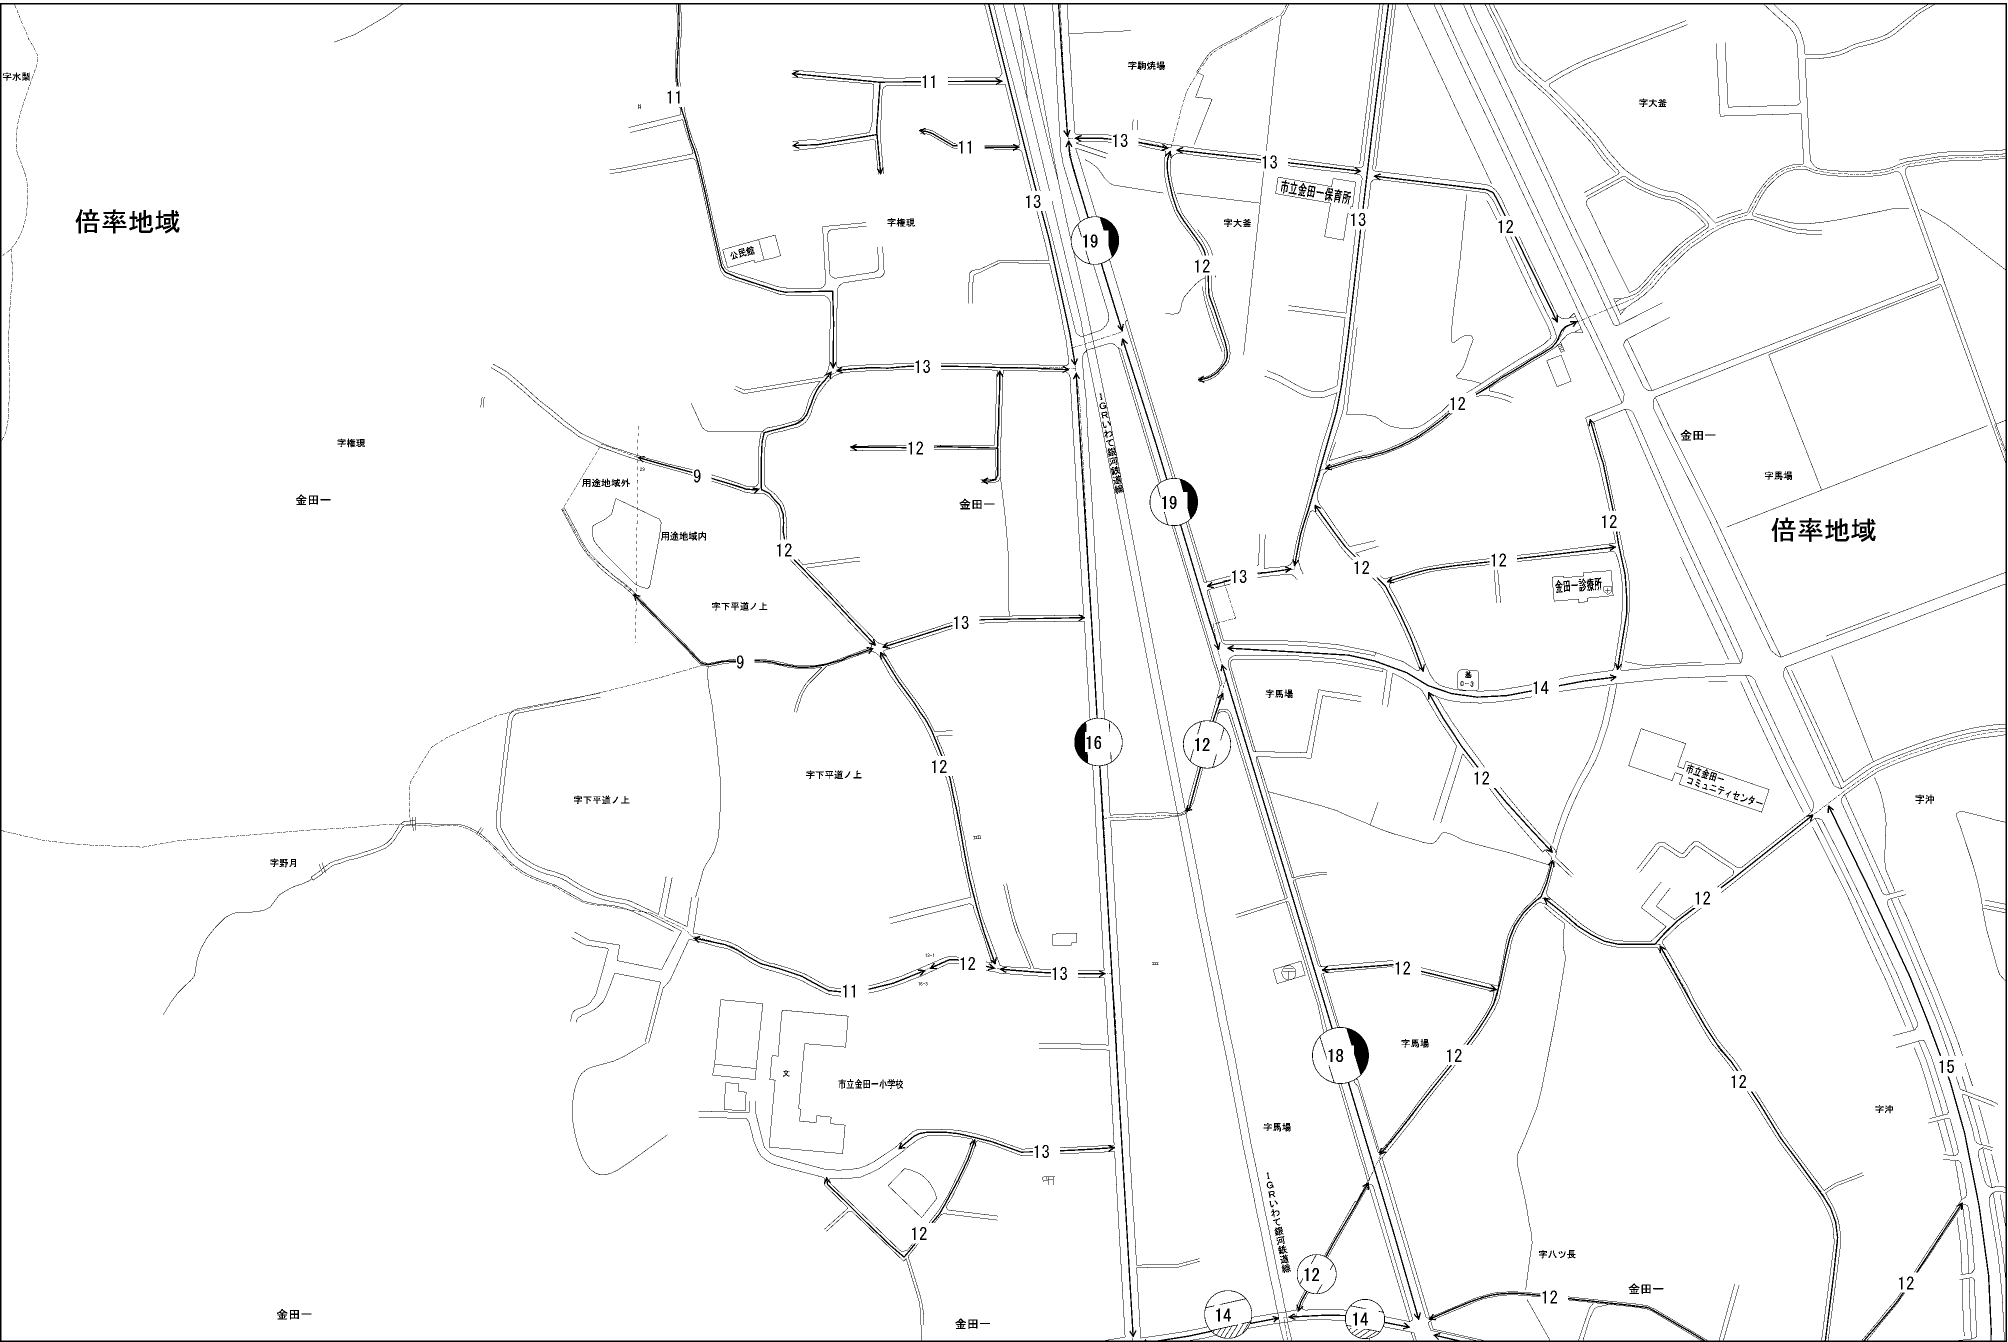 字水梨
字駒焼場
11
11
字大釜
13
11
13
市立金田一保育所
13
12
13
倍率地域
字権現
字大釜
19
公民館
12
13
12
IGRいわて銀河鉄道線
金田一
字権現
12
9
字馬場
用途地域外
金田一
金田一
19
12
倍率地域
用途地域内
12
12
12
13
金田一診療所
字下平道ノ上
13
9
墓
0-3
14
字馬場
16
12
12
12
字下平道ノ上
市立金田一
コミュニティセンター
字下平道ノ上
字沖
字野月
12
12
13
12
11
字馬場
18
12
15
文
市立金田一小学校
12
字沖
字馬場
13
IGRいわて銀河鉄道線
12
字八ツ長
12
12
金田一
12
金田一
14
14
金田一